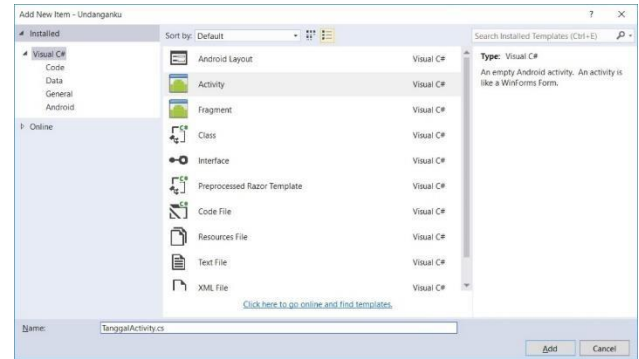 Add New Item - Undanganku
? X
Installed
Sort by: Default
Search Installed Templates (Ctrl+E)
Visual C#
Code
Data
General
Android
Online
Android Layout Visual C#
Activity Visual C#
Fragment Visual C#
Class Visual C#
Interface Visual C#
Preprocessed Razor Template Visual C#
Code File Visual C#
Resources File Visual C#
Text File Visual C#
XML File Visual C#
Click here to go online and find templates.
Type: Visual C#
An empty Android activity. An activity is
like a WinForms Form.
Name: TanggalActivity.cs
Add Cancel